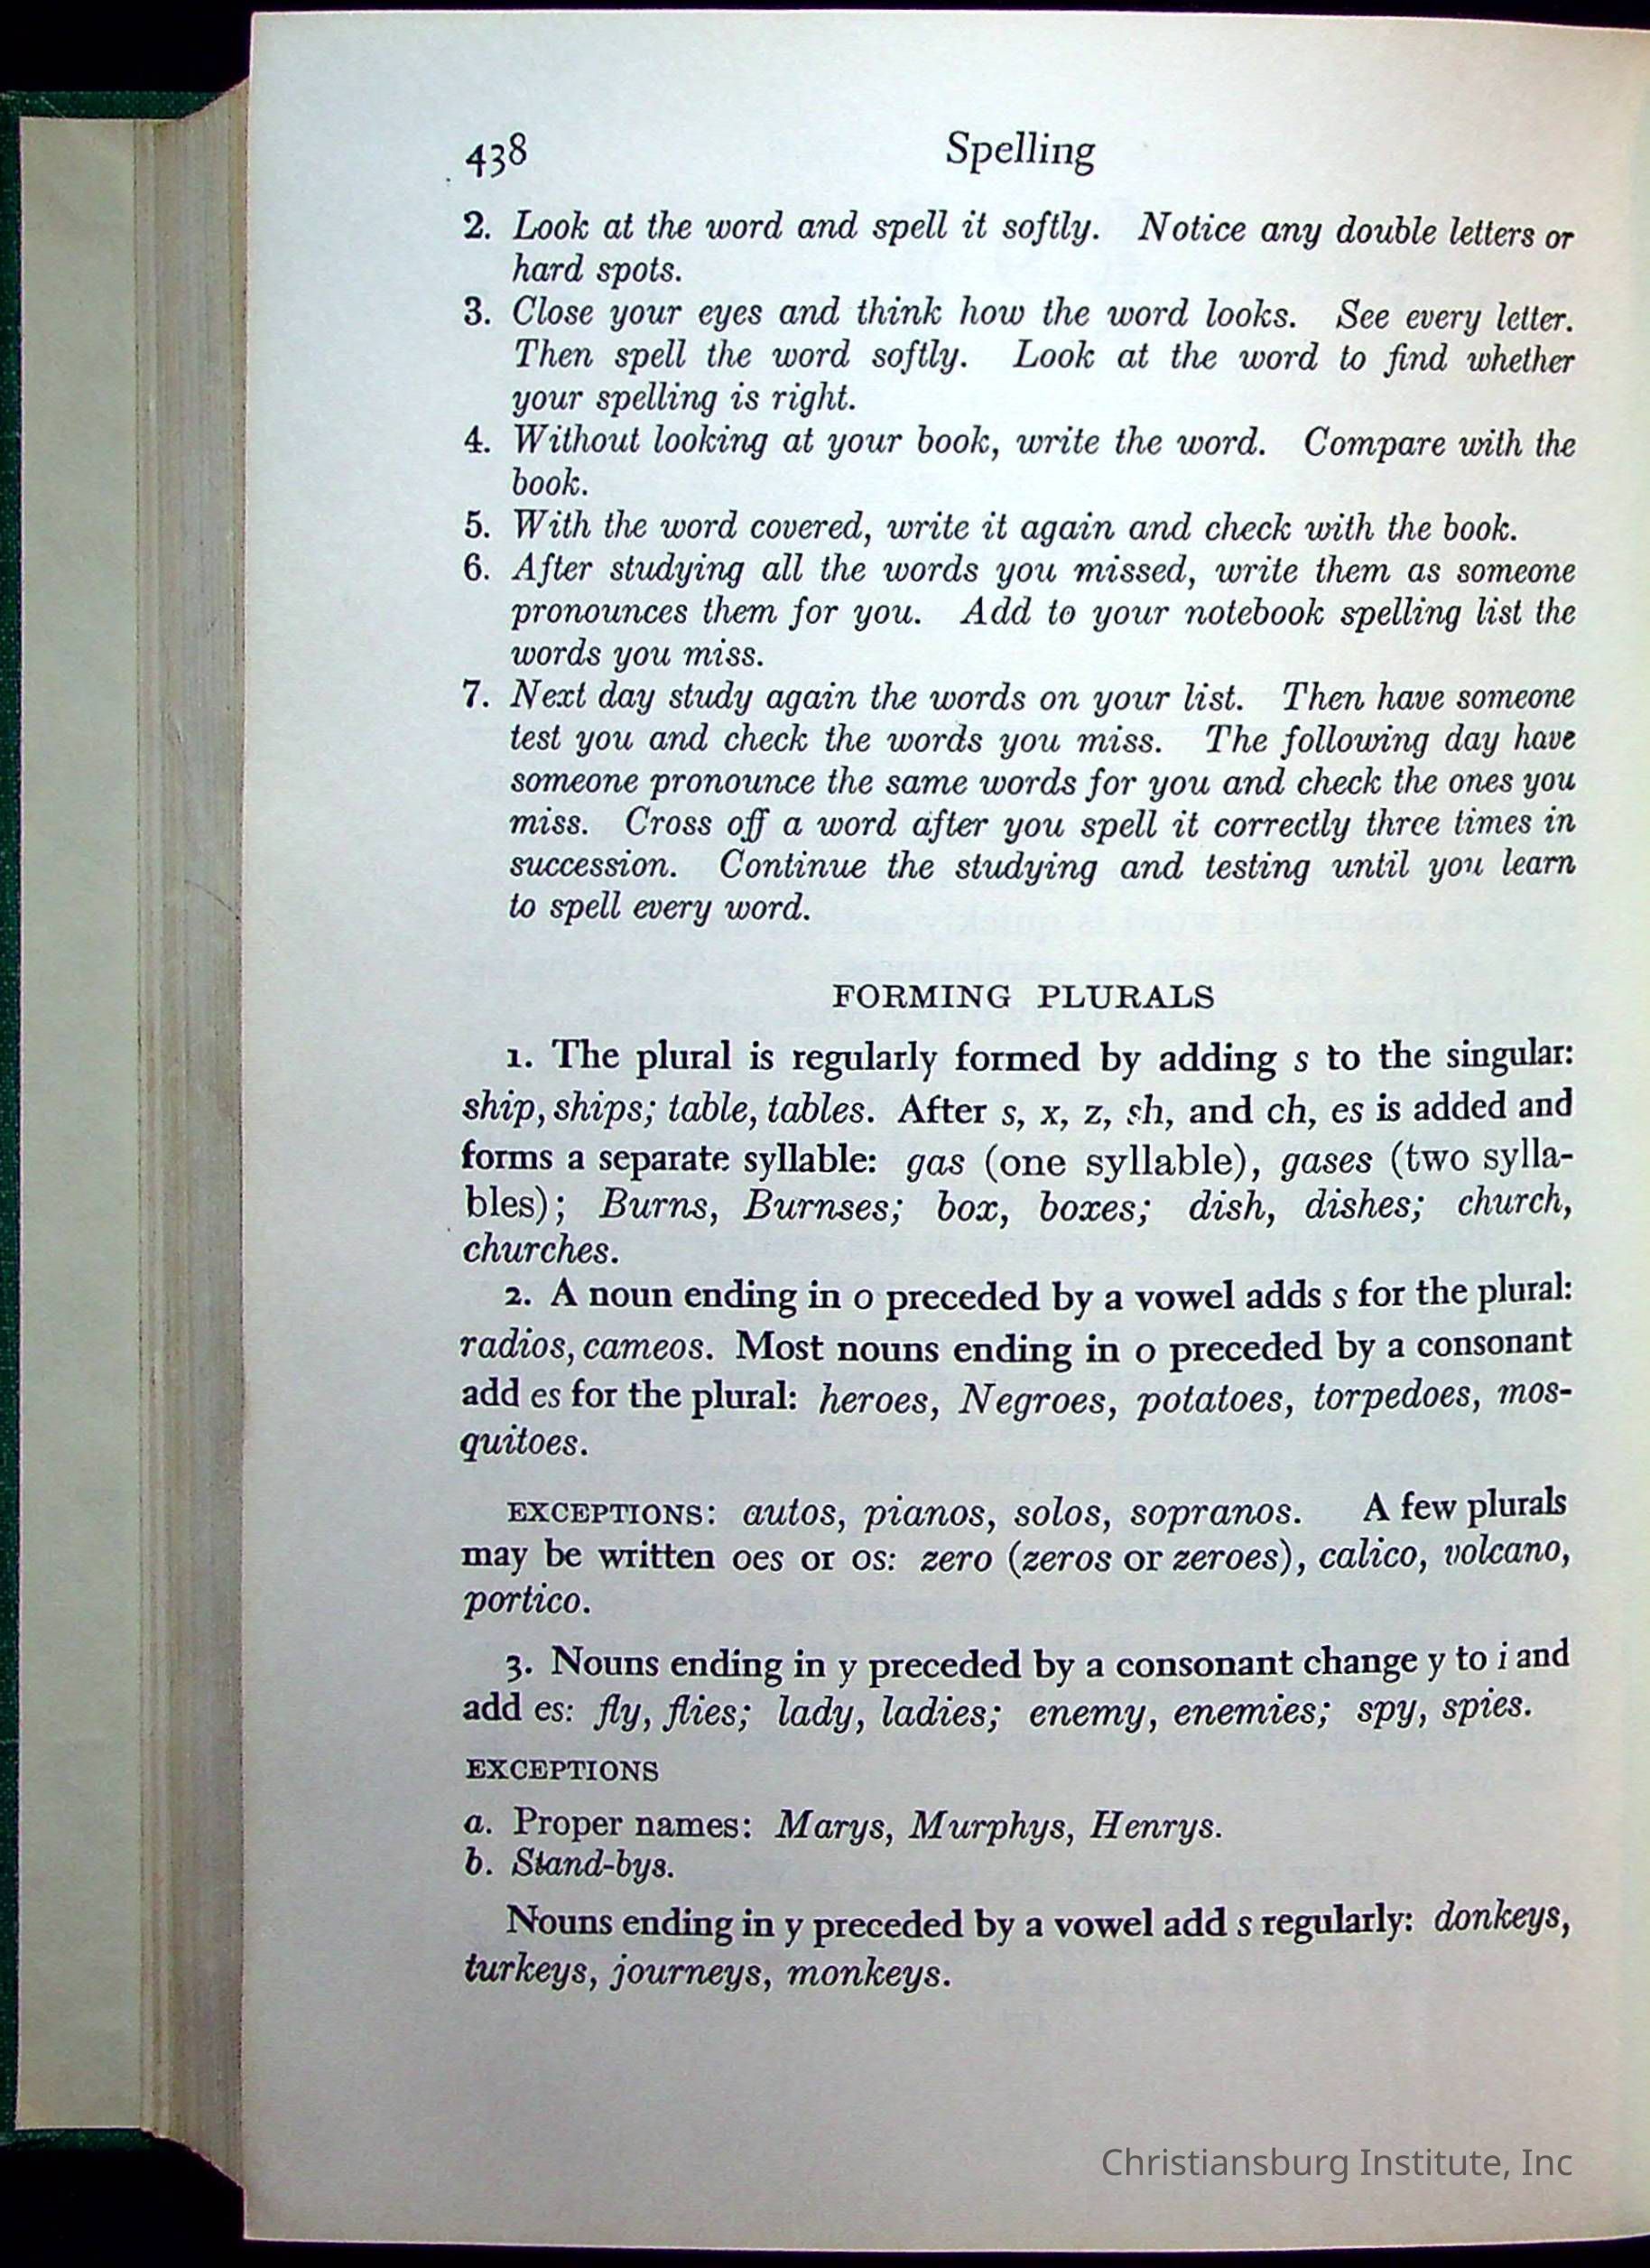 438 Spelling
2. Look at the word and spell it softly. Notice any double letters or
hard spots.
3. Close your eyes and think how the word looks. See every letter.
Then spell the word softly. Look at the word to find whether
your spelling is right.
4. Without looking at your book, write the word. Compare with the
book.
5. With the word covered, write it again and check with the book.
6. After studying all the words you missed, write them as someone
pronounces them for you. Add to your notebook spelling list the
words you miss.
7. Next day study again the words on your list. Then have someone
test you and check the words you miss. The following day have
someone pronounce the same words for you and check the ones you
miss. Cross off a word after you spell it correctly three times in
succession. Continue the studying and testing until you learn
to spell every word.
FORMING PLURALS
1. The plural is regularly formed by adding s to the singular:
ship, ships; table, tables. After s, x, z, sh, and ch, es is added and
forms a separate syllable: gas (one syllable), gases (two sylla-
bles); Burns, Burnses; box, boxes; dish, dishes; church,
churches.
2. A noun ending in o preceded by a vowel adds s for the plural:
radios, cameos. Most nouns ending in o preceded by a consonant
add es for the plural: heroes, Negroes, potatoes, torpedoes, mos-
quitoes.
EXCEPTIONS: autos, pianos, solos, sopranos. A few plurals
may be written oes or os: zero (zeros or zeroes), calico, volcano,
portico.
3. Nouns ending in y preceded by a consonant change y to i and
add es: fly, flies; lady, ladies; enemy, enemies; spy, spies.
EXCEPTIONS
a. Proper names: Marys, Murphys, Henrys.
b. Stand-bys.
Nouns ending in y preceded by a vowel add s regularly: donkeys,
turkeys, journeys, monkeys.
Christiansburg Institute, Inc